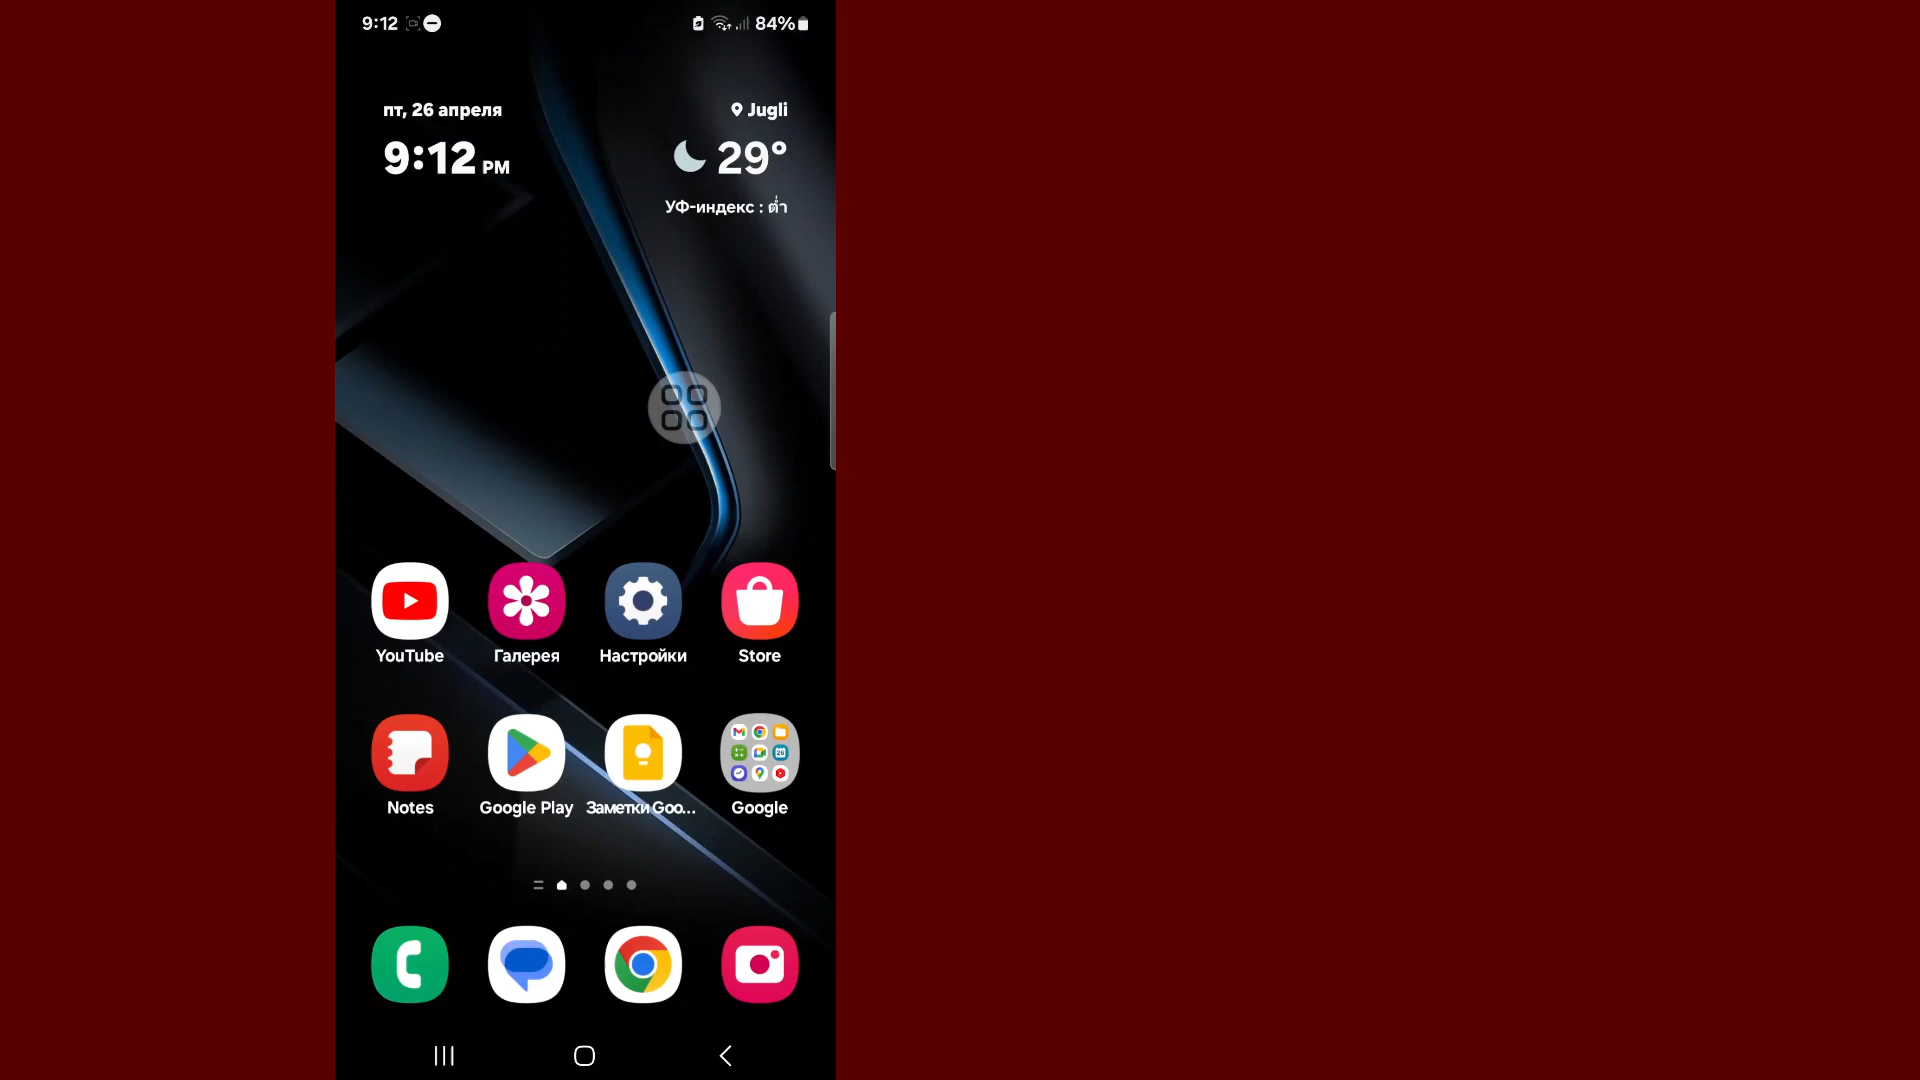 9:12
84%
пт, 26 апреля
Jugli
9:12 PM
29°
УФ-индекс : ต่ำ
YouTube
Галерея
Настройки
Store
Notes
Google Play
Заметки Goo...
Google